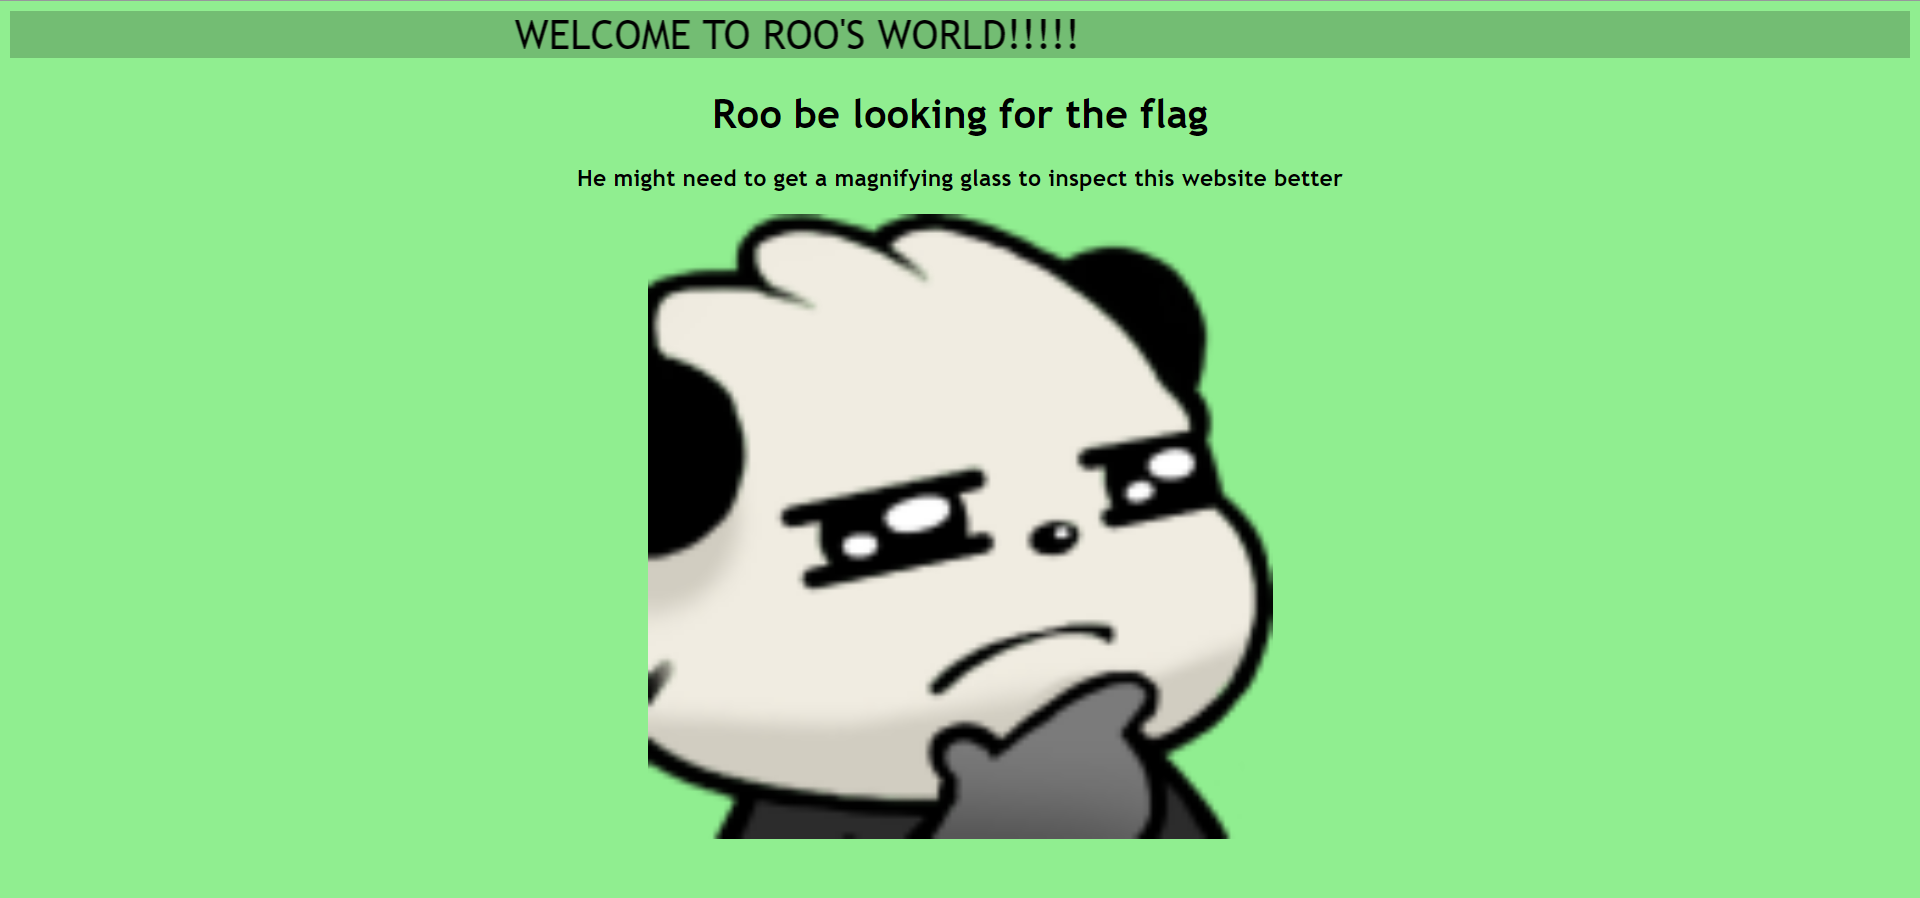 WELCOME TO ROO'S WORLD!!!!!
Roo be looking for the flag
He might need to get a magnifying glass to inspect this website better